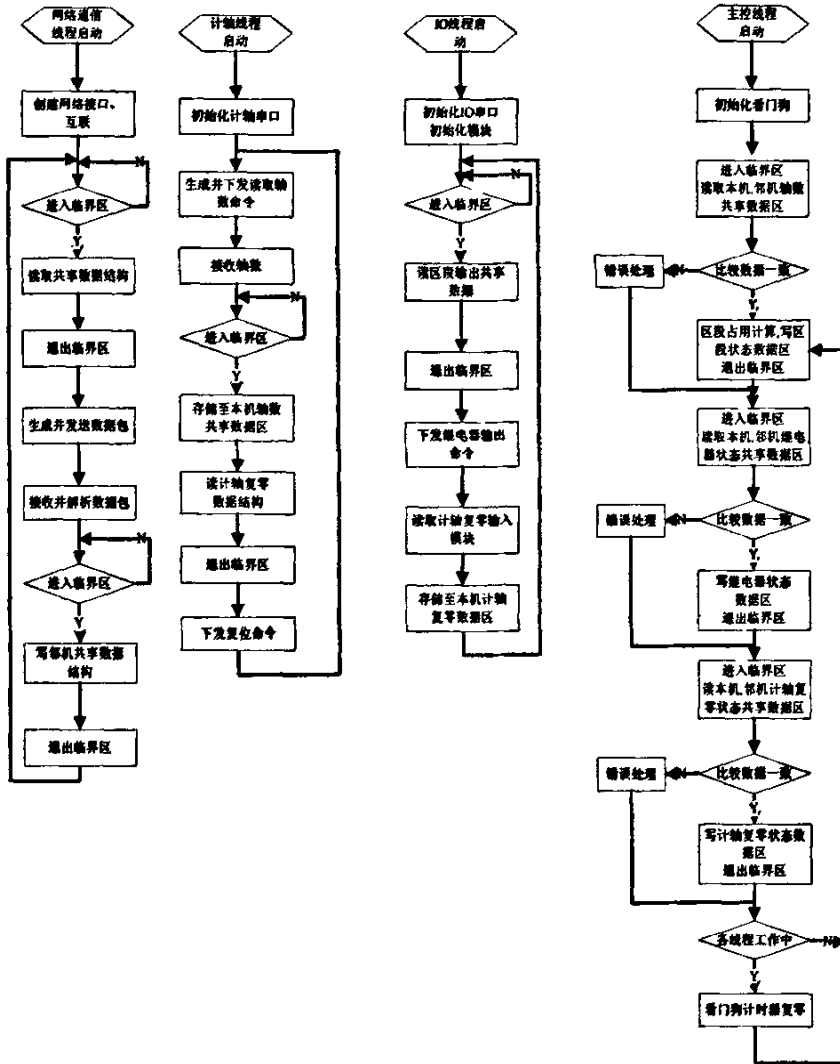 网络通信
线程启动
创建网络接口、
互联
N
进入临界区
Y
读取共享数据结构
退出临界区
生成并发送数据包
接收并解析数据包
N
进入临界区
Y
写邻机共享数据
结构
退出临界区
计轴线程
启动
初始化计轴串口
生成并下发读取轴
数命令
接收轴数
N
进入临界区
Y
存储至本机轴数
共享数据区
读计轴复零
数据结构
退出临界区
下发复位命令
IO线程启
动
初始化IO串口
初始化模块
N
进入临界区
Y
读区段输出共享
数据
退出临界区
下发继电器输出
命令
读取计轴复零输入
模块
存储至本机计轴
复零数据区
主控线程
启动
初始化看门狗
进入临界区
读取本机,邻机轴数
共享数据区
比较数据一致
N
错误处理
Y
区段占用计算,写区
段状态数据区
退出临界区
进入临界区
读取本机,邻机继电
器状态共享数据区
比较数据一致
N
错误处理
Y
写继电器状态
数据区
退出临界区
进入临界区
读本机,邻机计轴复
零状态共享数据区
比较数据一致
N
错误处理
Y
写计轴复零状态数
据区
退出临界区
各线程工作中
N
Y
看门狗计时器复零